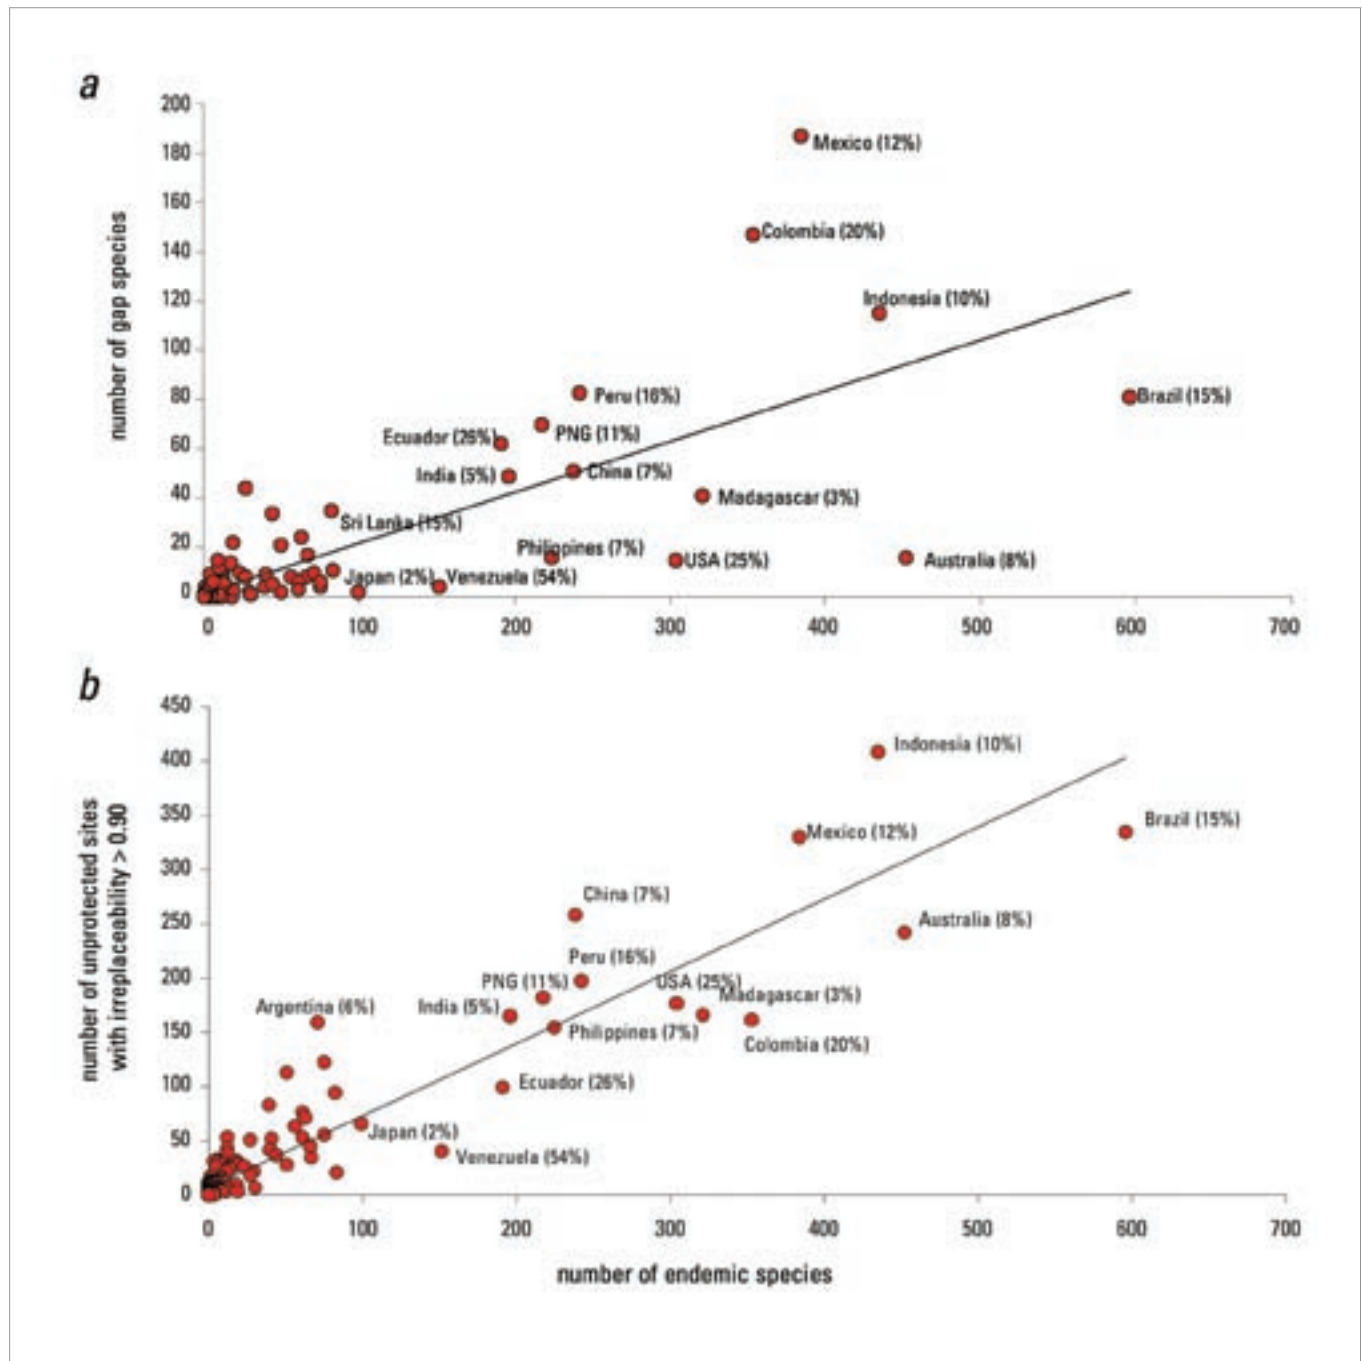 a
200
180
160
140
120
100
80
60
40
20
0
number of gap species
Mexico (12%)
Colombia (20%)
Indonesia (10%)
Peru (16%)
Brazil (15%)
Ecuador (26%)
PNG (11%)
India (5%)
China (7%)
Madagascar (3%)
Sri Lanka (15%)
Philippines (7%)
USA (25%)
Australia (8%)
Japan (2%)
Venezuela (54%)
0 100 200 300 400 500 600 700
b
450
400
350
300
250
200
150
100
50
0
number of unprotected sites
with irreplaceability > 0.90
Indonesia (10%)
Brazil (15%)
Mexico (12%)
China (7%)
Australia (8%)
Peru (16%)
PNG (11%)
USA (25%)
Madagascar (3%)
Argentina (6%)
India (5%)
Philippines (7%)
Colombia (20%)
Ecuador (26%)
Japan (2%)
Venezuela (54%)
0 100 200 300 400 500 600 700
number of endemic species